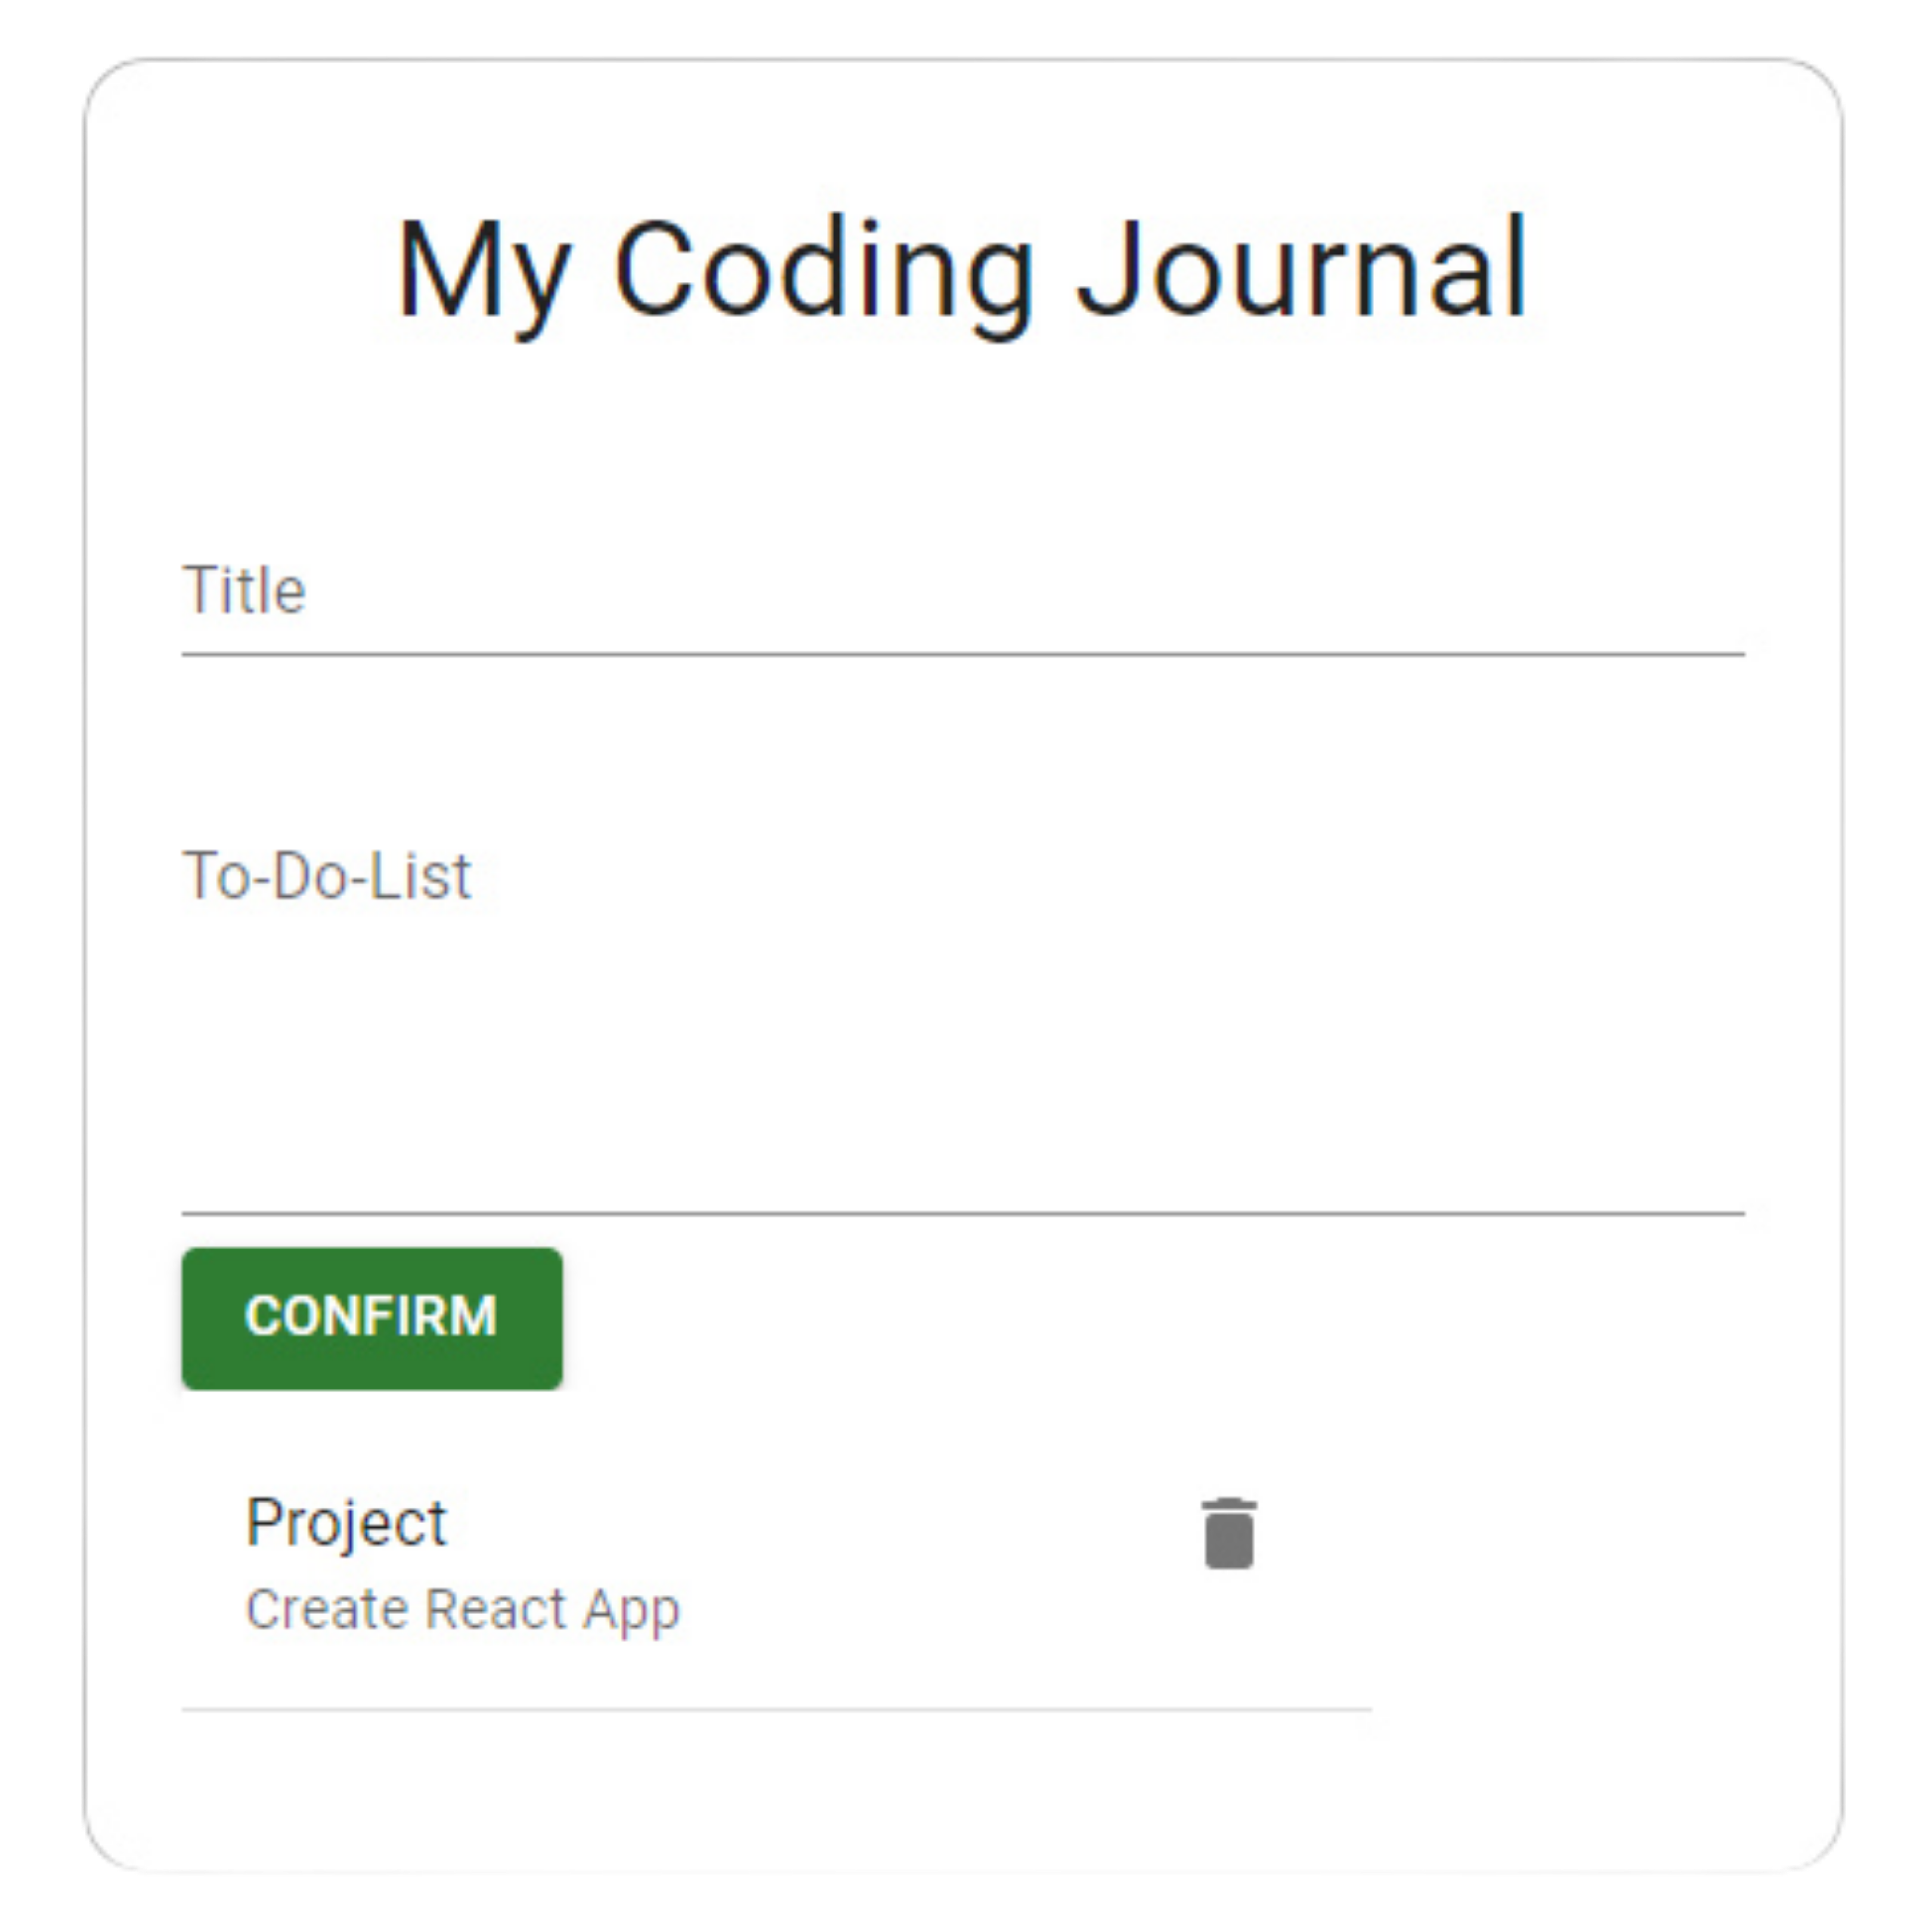 My Coding Journal
Title
To-Do-List
CONFIRM
Project
Create React App